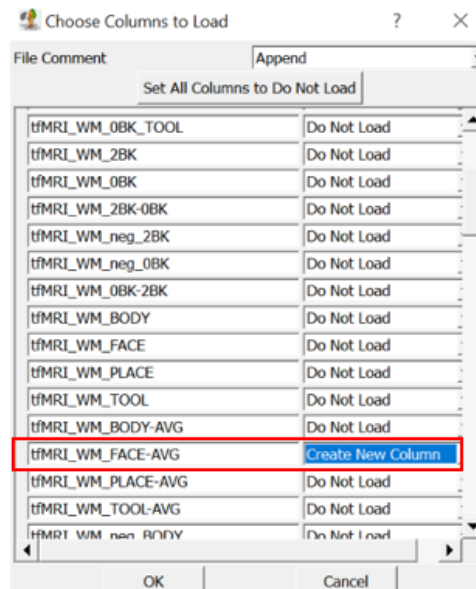 Choose Columns to Load ? ×
File Comment Append
Set All Columns to Do Not Load
tfMRI_WM_0BK_TOOL Do Not Load
tfMRI_WM_2BK Do Not Load
tfMRI_WM_0BK Do Not Load
tfMRI_WM_2BK-0BK Do Not Load
tfMRI_WM_neg_2BK Do Not Load
tfMRI_WM_neg_0BK Do Not Load
tfMRI_WM_0BK-2BK Do Not Load
tfMRI_WM_BODY Do Not Load
tfMRI_WM_FACE Do Not Load
tfMRI_WM_PLACE Do Not Load
tfMRI_WM_TOOL Do Not Load
tfMRI_WM_BODY-AVG Do Not Load
tfMRI_WM_FACE-AVG Create New Column
tfMRI_WM_PLACE-AVG Do Not Load
tfMRI_WM_TOOL-AVG Do Not Load
tfMRI_WM_neg_BODY Do Not Load
OK Cancel